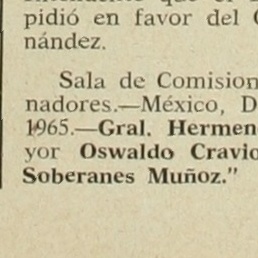 pidió en favor del
nández.
Sala de Comision
nadores.—México, D
1965.—Gral. Hermen
yor Oswaldo Cravio
Soberanes Muñoz."